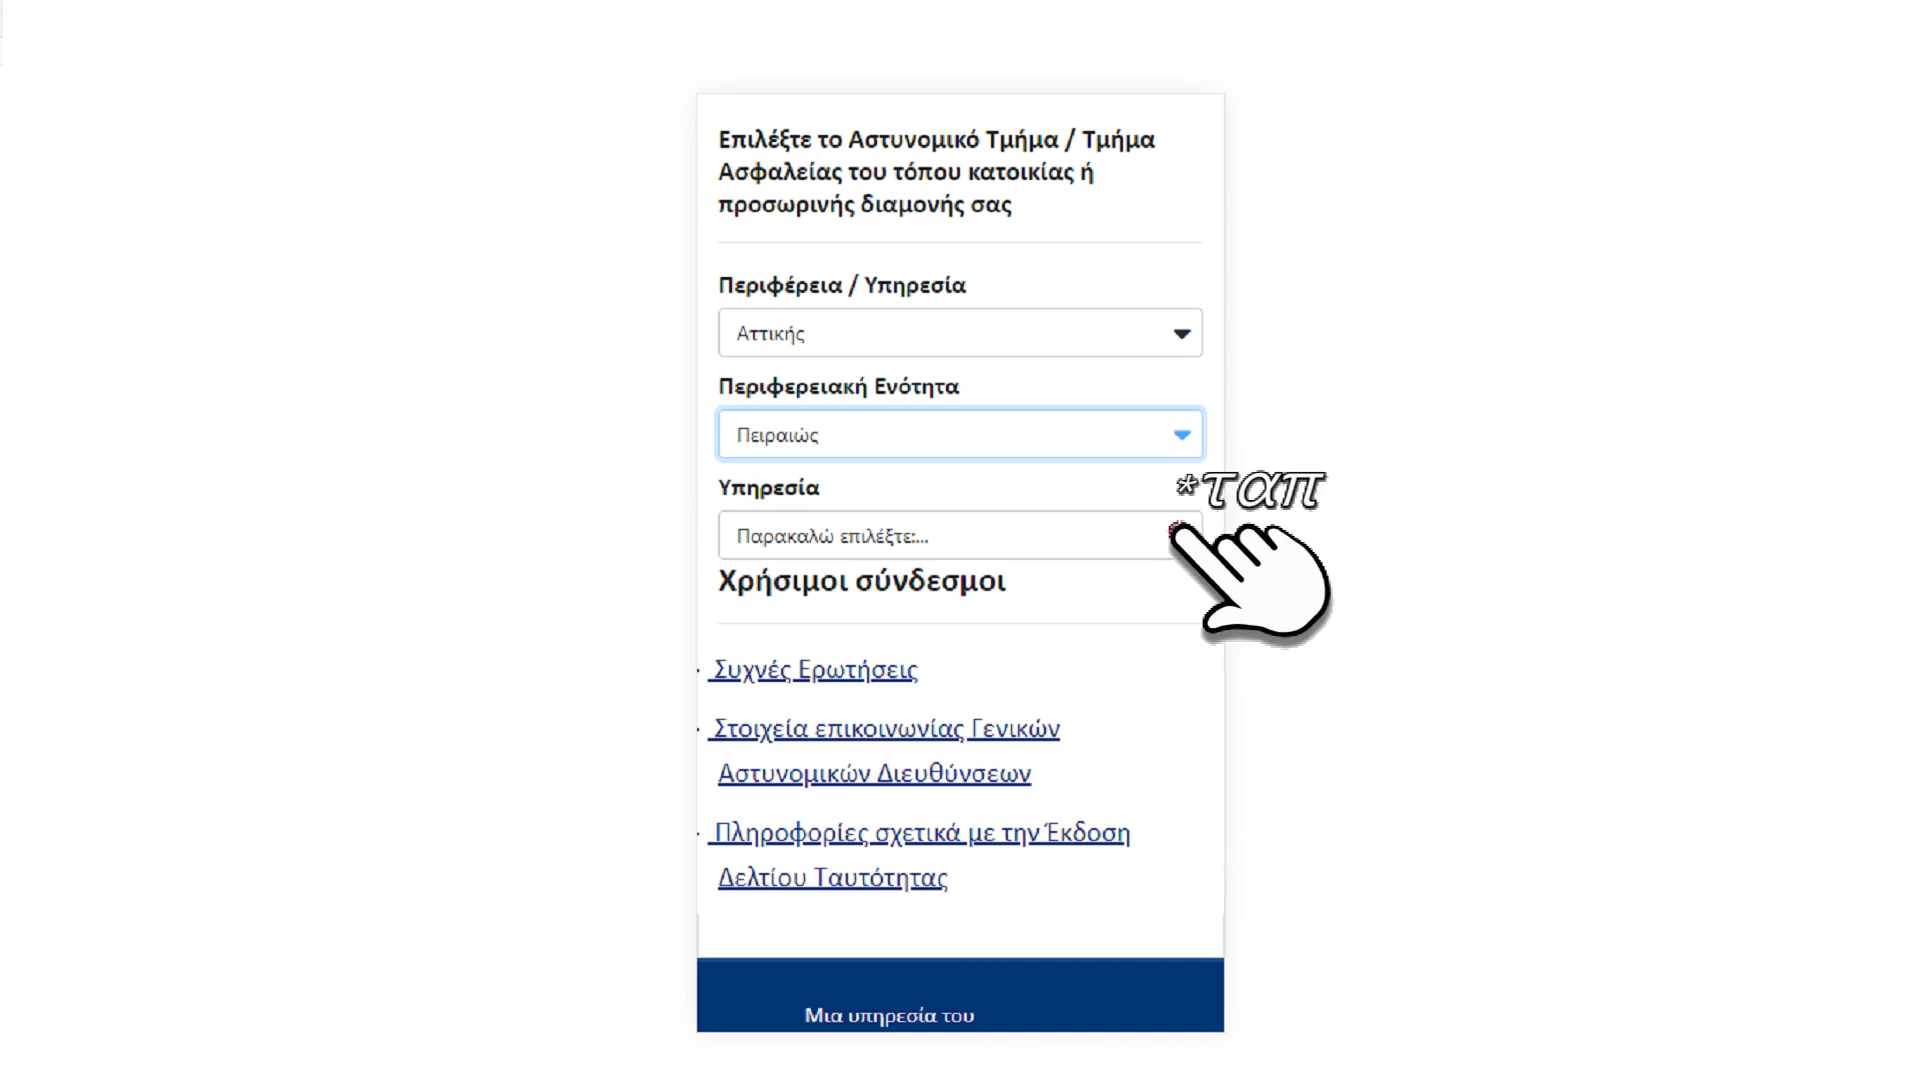 Επιλέξτε το Αστυνομικό Τμήμα / Τμήμα
Ασφαλείας του τόπου κατοικίας ή
προσωρινής διαμονής σας
Περιφέρεια / Υπηρεσία
Αττικής
Περιφερειακή Ενότητα
Πειραιώς
Υπηρεσία
*ταπ
Παρακαλώ επιλέξτε:...
Χρήσιμοι σύνδεσμοι
· Συχνές Ερωτήσεις
· Στοιχεία επικοινωνίας Γενικών
Αστυνομικών Διευθύνσεων
· Πληροφορίες σχετικά με την Έκδοση
Δελτίου Ταυτότητας
Μια υπηρεσία του